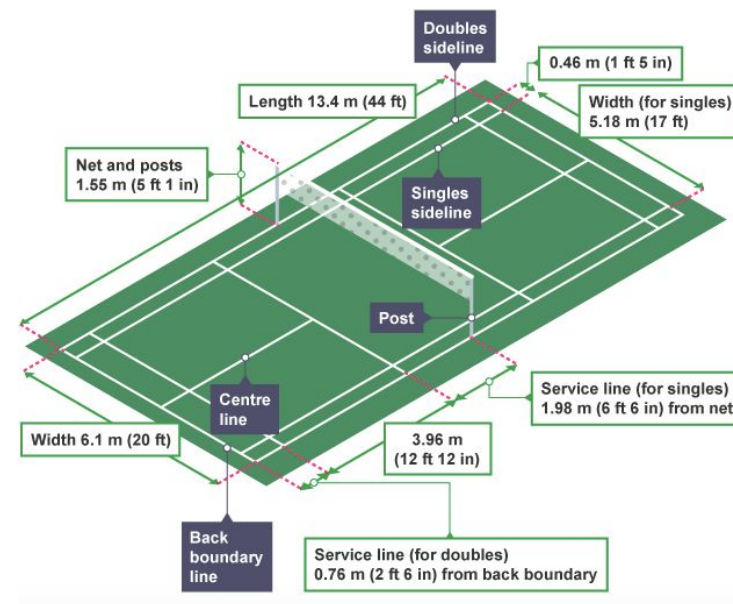 Doubles
sideline
0.46 m (1 ft 5 in)
Length 13.4 m (44 ft)
Width (for singles)
5.18 m (17 ft)
Net and posts
1.55 m (5 ft 1 in)
Singles
sideline
Post
Centre
line
Service line (for singles)
1.98 m (6 ft 6 in) from net
Width 6.1 m (20 ft)
3.96 m
(12 ft 12 in)
Back
boundary
line
Service line (for doubles)
0.76 m (2 ft 6 in) from back boundary